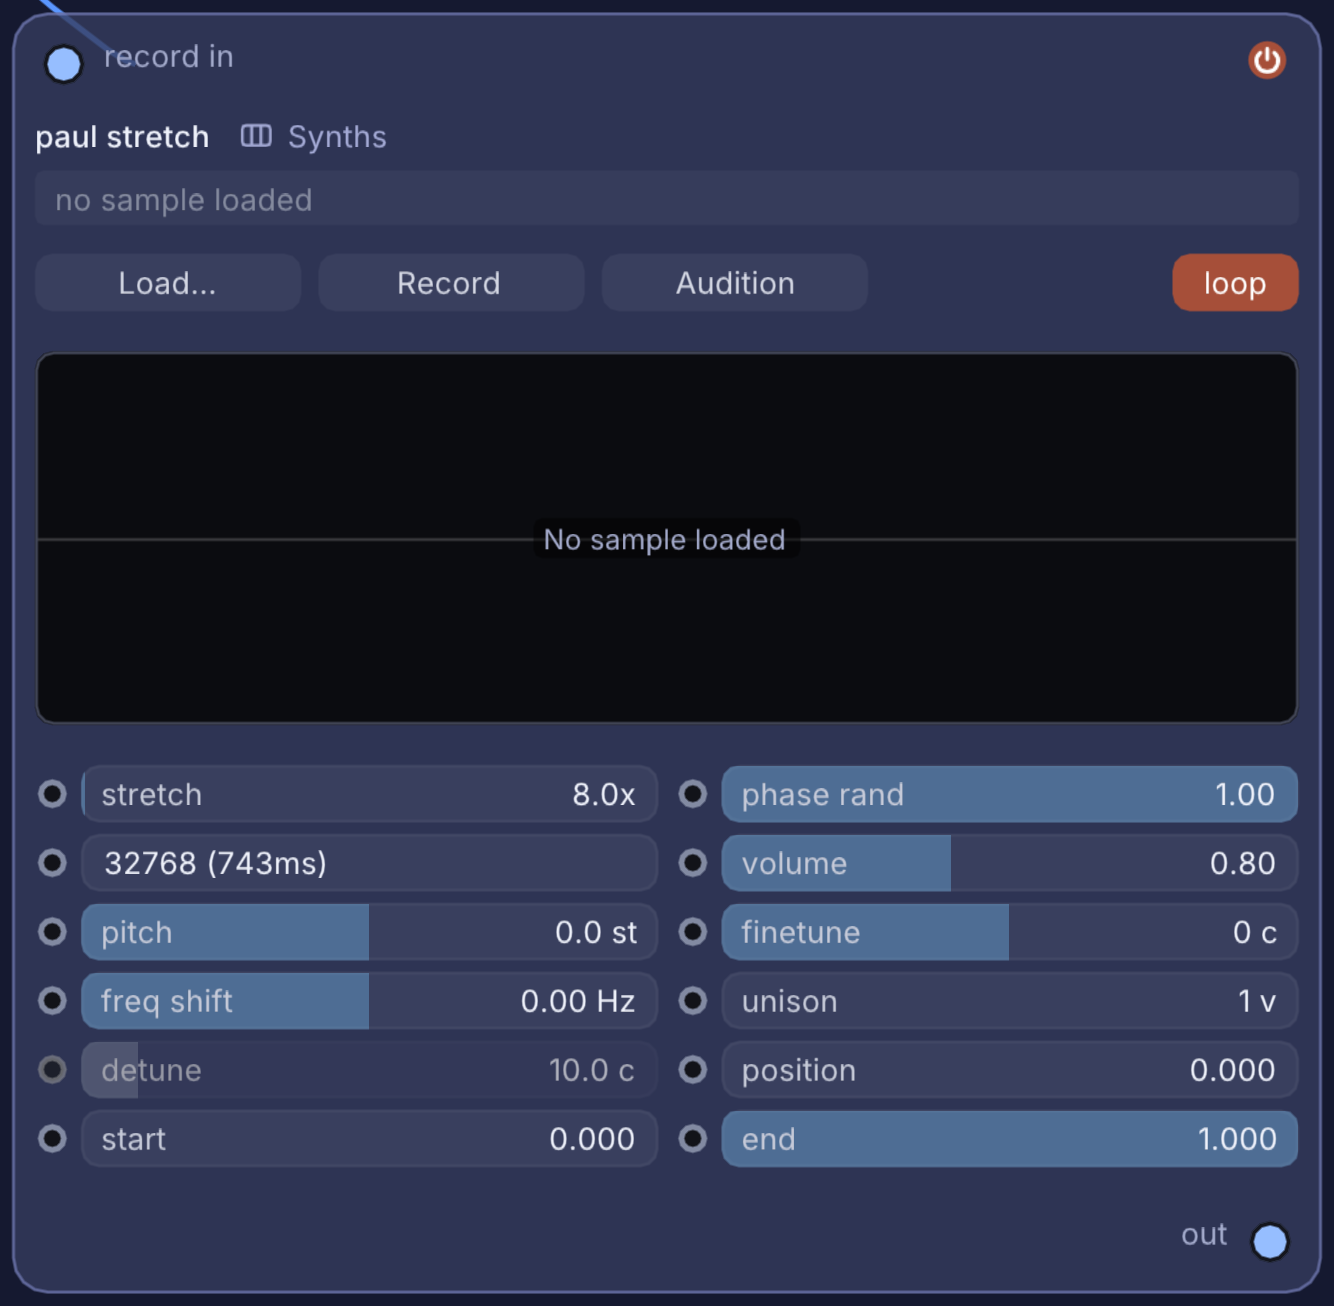 record in
paul stretch Synths
no sample loaded
Load... Record Audition loop
No sample loaded
stretch 8.0x phase rand 1.00
32768 (743ms) volume 0.80
pitch 0.0 st finetune 0 c
freq shift 0.00 Hz unison 1 v
detune 10.0 c position 0.000
start 0.000 end 1.000
out